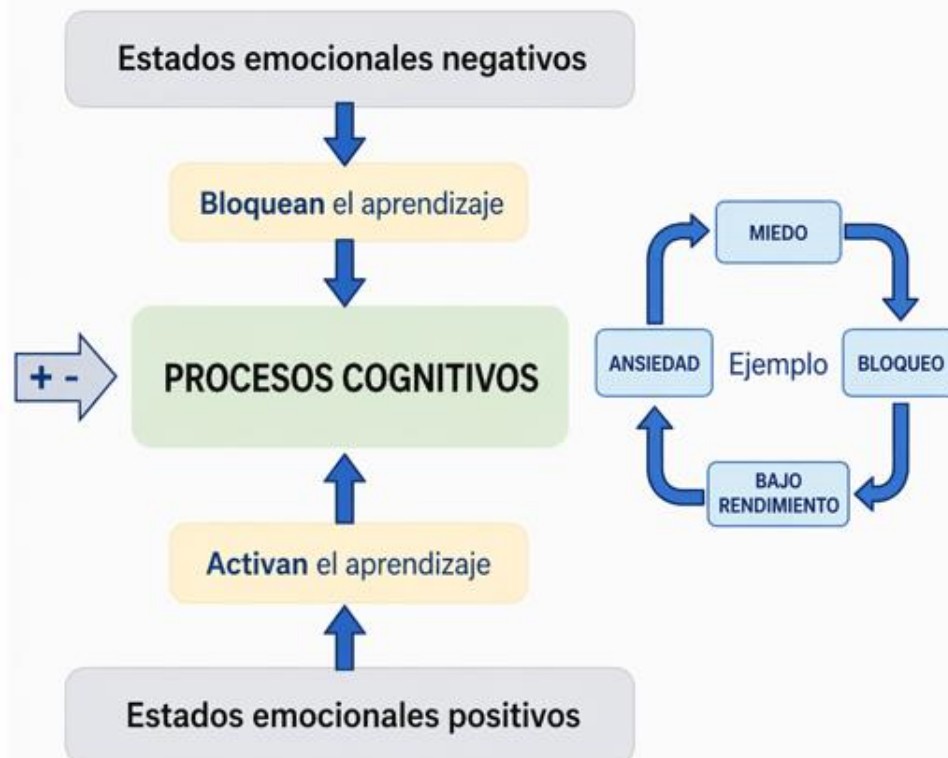 Estados emocionales negativos
Bloquean el aprendizaje
+ -
PROCESOS COGNITIVOS
Activan el aprendizaje
Estados emocionales positivos
MIEDO
ANSIEDAD
Ejemplo
BLOQUEO
BAJO
RENDIMIENTO